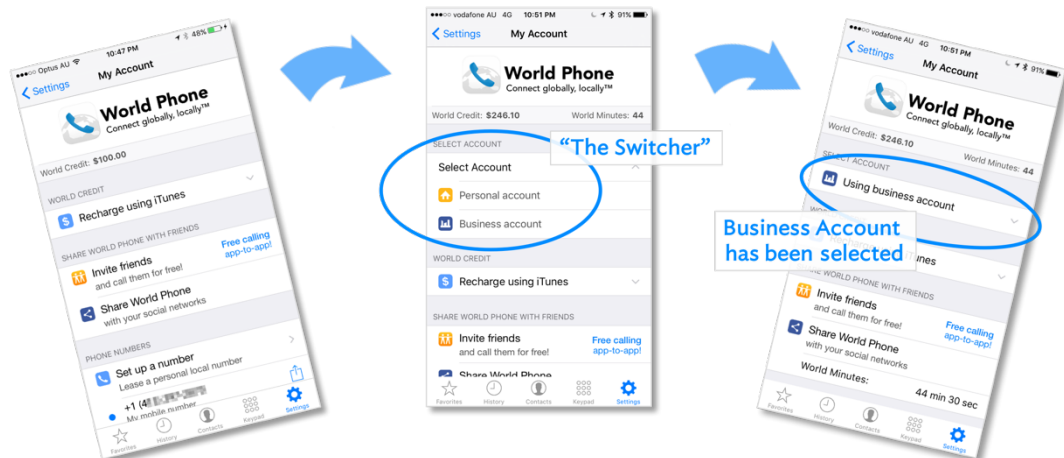 Optus AU
10:47 PM
48%
Settings
My Account
World Phone
Connect globally, locally™
World Credit: $100.00
WORLD CREDIT
Recharge using iTunes
SHARE WORLD PHONE WITH FRIENDS
Invite friends
and call them for free!
Free calling
app-to-app!
Share World Phone
with your social networks
PHONE NUMBERS
Set up a number
Lease a personal local number
+1 (4
My mobile number
Favorites
History
Contacts
Keypad
Settings
vodafone AU 4G 10:51 PM 91%
Settings
My Account
World Phone
Connect globally, locally™
World Credit: $246.10
World Minutes: 44
SELECT ACCOUNT
"The Switcher"
Select Account
Personal account
Business account
WORLD CREDIT
Recharge using iTunes
SHARE WORLD PHONE WITH FRIENDS
Invite friends
and call them for free!
Free calling
app-to-app!
Share World Phone
Favorites
History
Contacts
Keypad
Settings
vodafone AU 4G 10:51 PM 91%
Settings
My Account
World Phone
Connect globally, locally™
World Credit: $246.10
World Minutes: 44
SELECT ACCOUNT
Using business account
Business Account
has been selected
WORLD PHONE WITH FRIENDS
Invite friends
and call them for free!
Free calling
app-to-app!
Share World Phone
with your social networks
World Minutes:
44 min 30 sec
Favorites
History
Contacts
Keypad
Settings